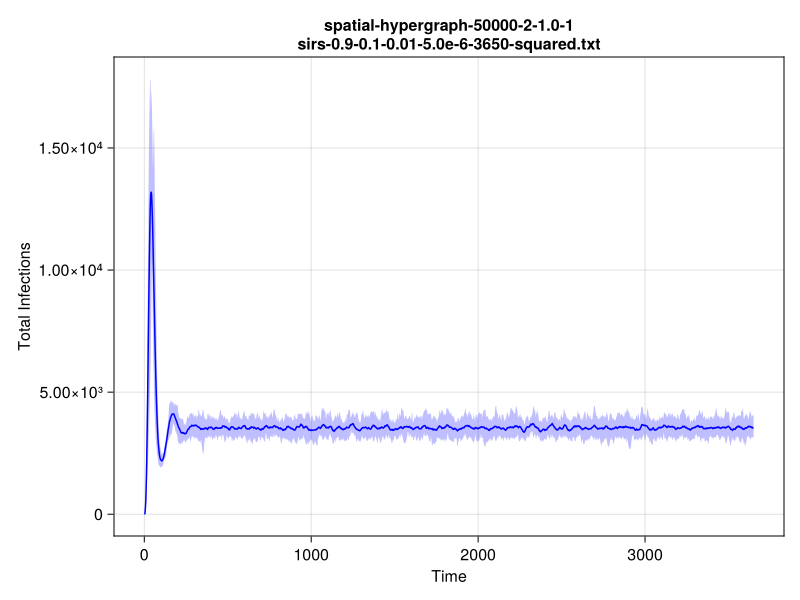 spatial-hypergraph-50000-2-1.0-1
sirs-0.9-0.1-0.01-5.0e-6-3650-squared.txt
1.50×10⁴
1.00×10⁴
5.00×10³
0
Total Infections
0 1000 2000 3000
Time